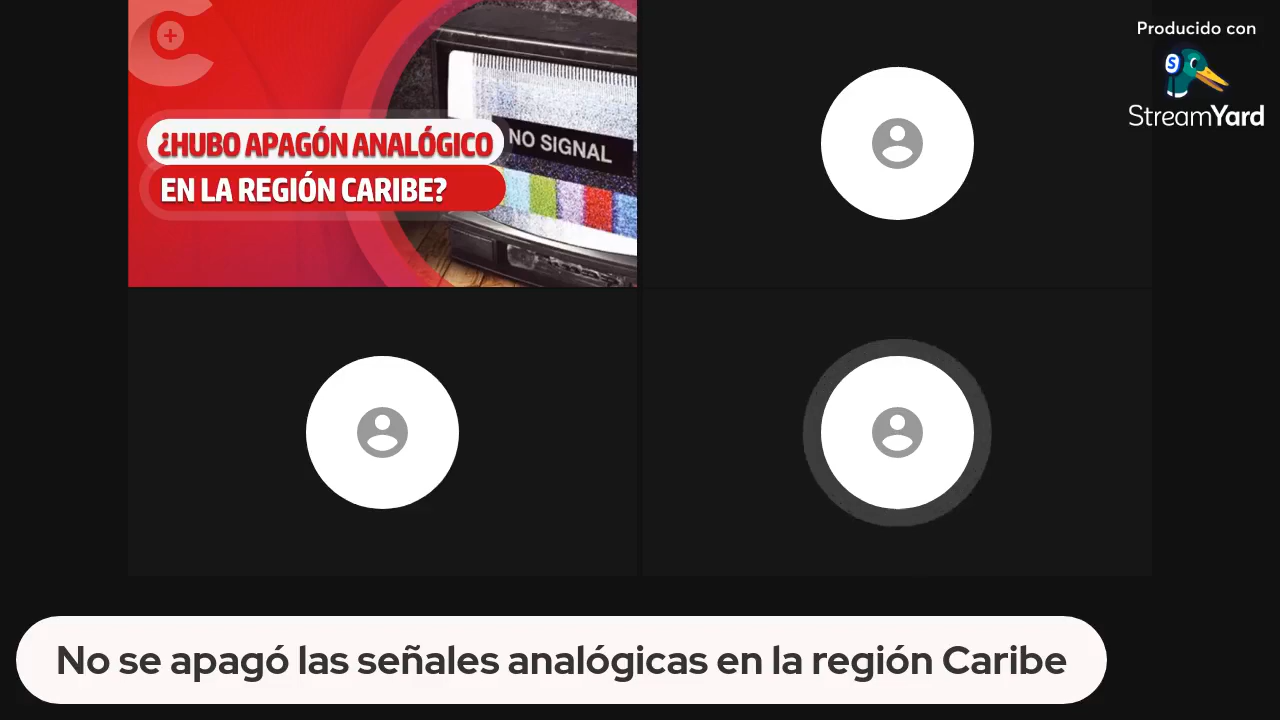 Producido con
StreamYard
¿HUBO APAGÓN ANALÓGICO
EN LA REGIÓN CARIBE?
NO SIGNAL
No se apagó las señales analógicas en la región Caribe